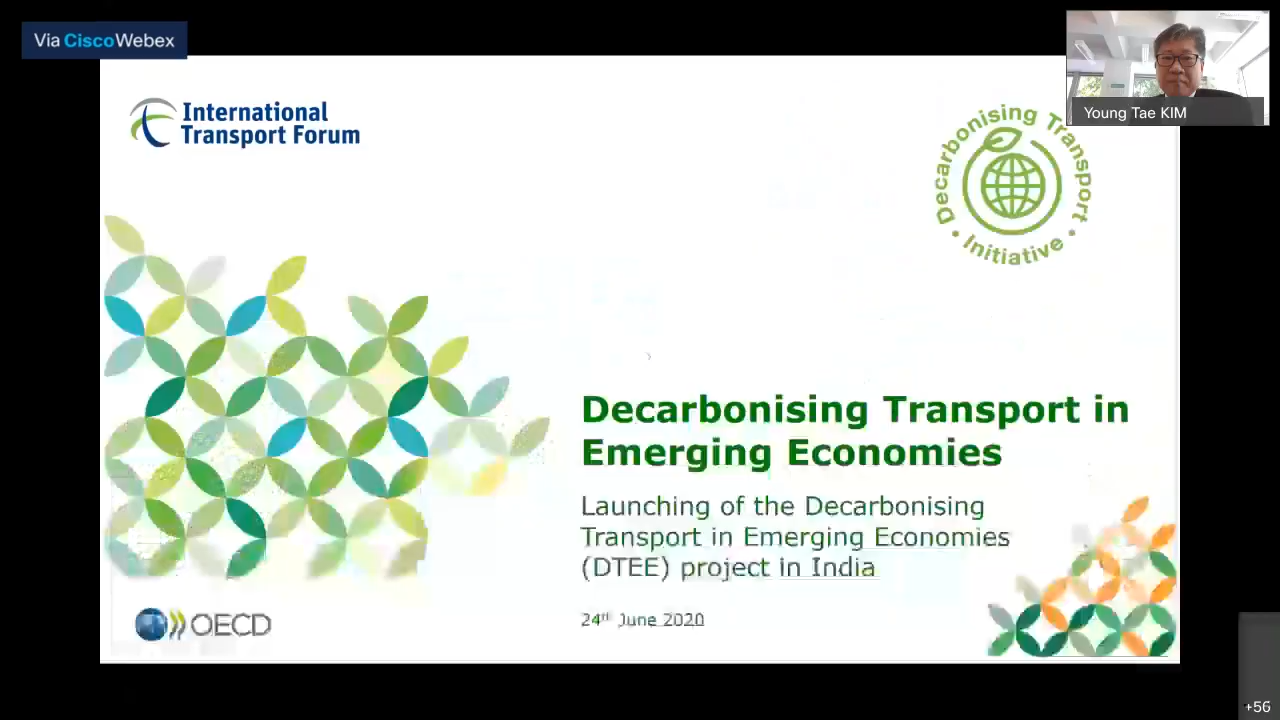 Via CiscoWebex
Young Tae KIM
International
Transport Forum
Decarbonising Transport
• Initiative •
Decarbonising Transport in
Emerging Economies
Launching of the Decarbonising
Transport in Emerging Economies
(DTEE) project in India
24th June 2020
OECD
+56